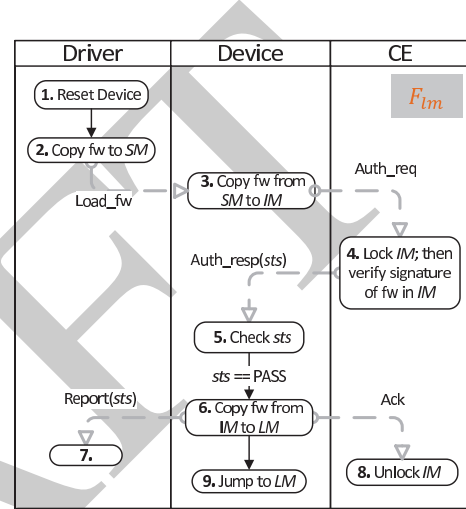 Driver
Device
CE
F_lm
1. Reset Device
2. Copy fw to SM
Load_fw
3. Copy fw from
SM to IM
Auth_req
4. Lock IM; then
verify signature
of fw in IM
Auth_resp(sts)
5. Check sts
sts == PASS
Report(sts)
6. Copy fw from
IM to LM
Ack
7.
9. Jump to LM
8. Unlock IM